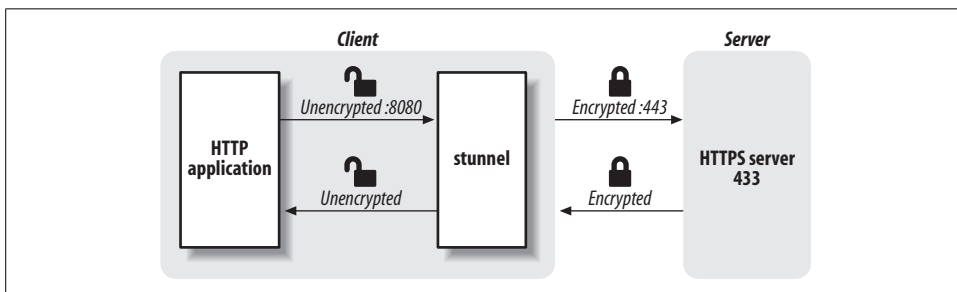 Client
Server
Unencrypted :8080
Encrypted :443
HTTP
application
stunnel
HTTPS server
433
Unencrypted
Encrypted